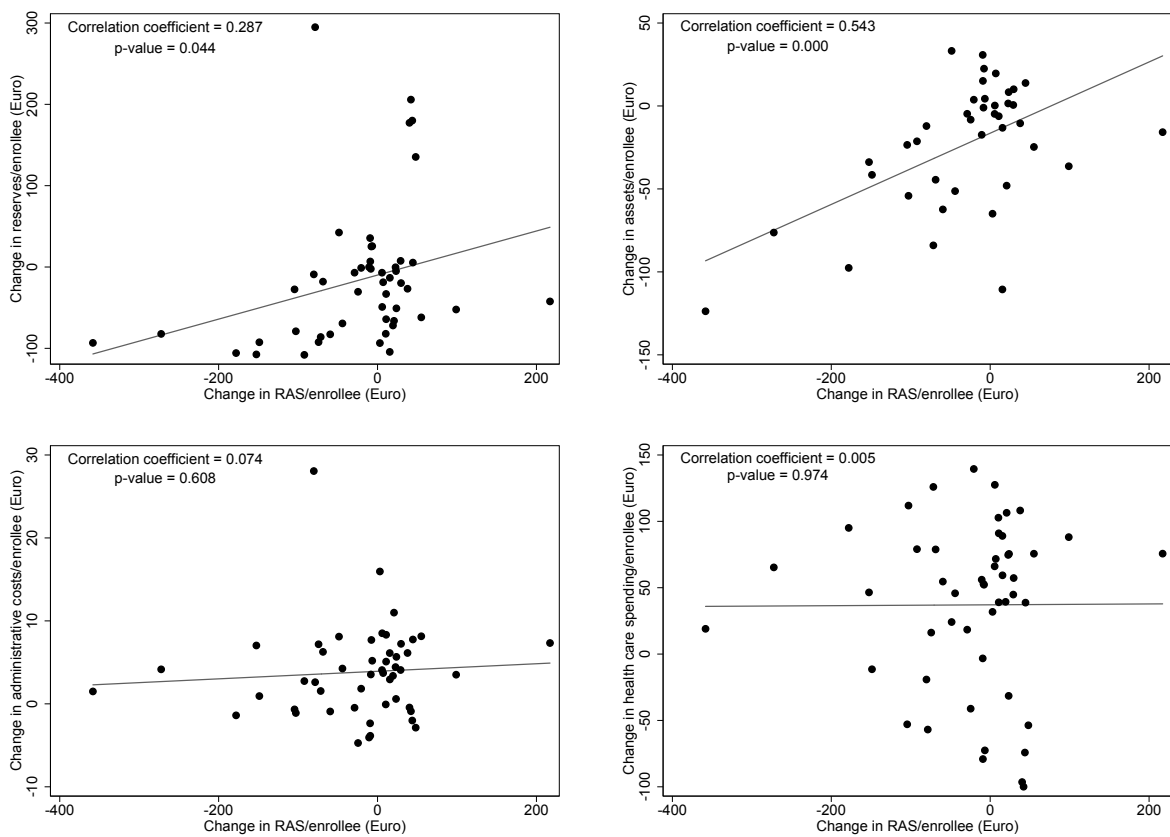 Correlation coefficient = 0.287
p-value = 0.044
Change in reserves/enrollee (Euro)
300
200
100
0
-100
-400
-200
0
200
Change in RAS/enrollee (Euro)
Correlation coefficient = 0.543
p-value = 0.000
Change in assets/enrollee (Euro)
50
0
-50
-100
-150
-400
-200
0
200
Change in RAS/enrollee (Euro)
Correlation coefficient = 0.074
p-value = 0.608
Change in administrative costs/enrollee (Euro)
30
20
10
0
-10
-400
-200
0
200
Change in RAS/enrollee (Euro)
Correlation coefficient = 0.005
p-value = 0.974
Change in health care spending/enrollee (Euro)
150
100
50
0
-50
-100
-400
-200
0
200
Change in RAS/enrollee (Euro)